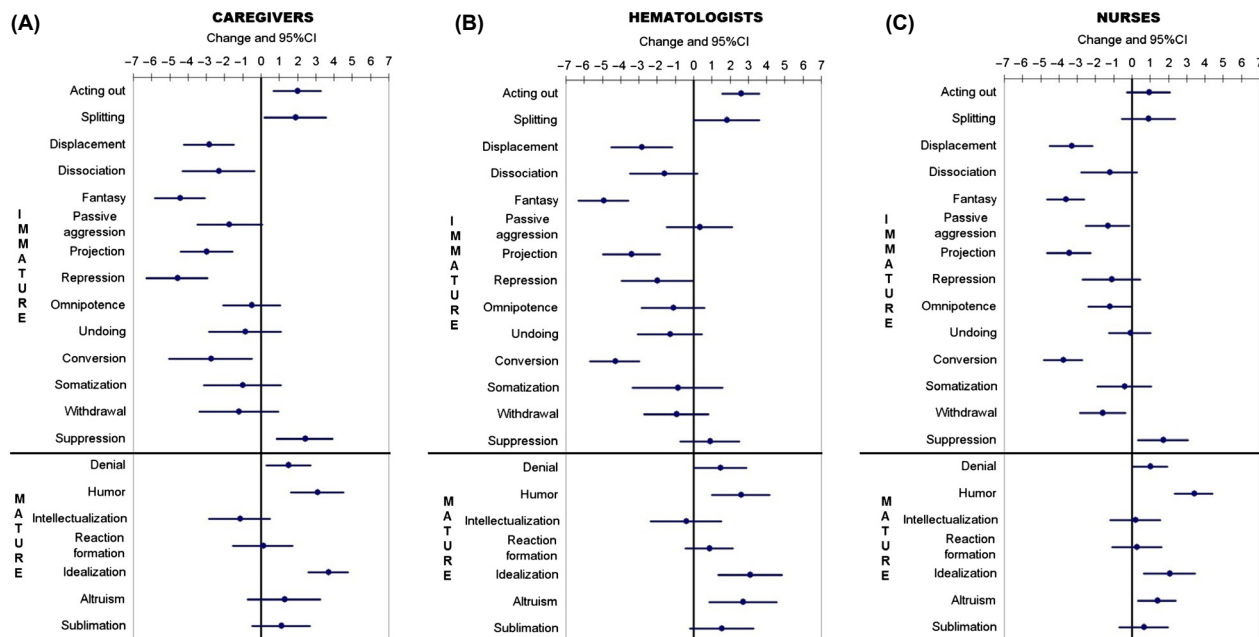 (A)
CAREGIVERS
Change and 95%CI
−7 −6 −5 −4 −3 −2 −1 0 1 2 3 4 5 6 7
IMMATURE
Acting out
Splitting
Displacement
Dissociation
Fantasy
Passive
aggression
Projection
Repression
Omnipotence
Undoing
Conversion
Somatization
Withdrawal
Suppression
MATURE
Denial
Humor
Intellectualization
Reaction
formation
Idealization
Altruism
Sublimation
(B)
HEMATOLOGISTS
Change and 95%CI
−7 −6 −5 −4 −3 −2 −1 0 1 2 3 4 5 6 7
IMMATURE
Acting out
Splitting
Displacement
Dissociation
Fantasy
Passive
aggression
Projection
Repression
Omnipotence
Undoing
Conversion
Somatization
Withdrawal
Suppression
MATURE
Denial
Humor
Intellectualization
Reaction
formation
Idealization
Altruism
Sublimation
(C)
NURSES
Change and 95%CI
−7 −6 −5 −4 −3 −2 −1 0 1 2 3 4 5 6 7
IMMATURE
Acting out
Splitting
Displacement
Dissociation
Fantasy
Passive
aggression
Projection
Repression
Omnipotence
Undoing
Conversion
Somatization
Withdrawal
Suppression
MATURE
Denial
Humor
Intellectualization
Reaction
formation
Idealization
Altruism
Sublimation